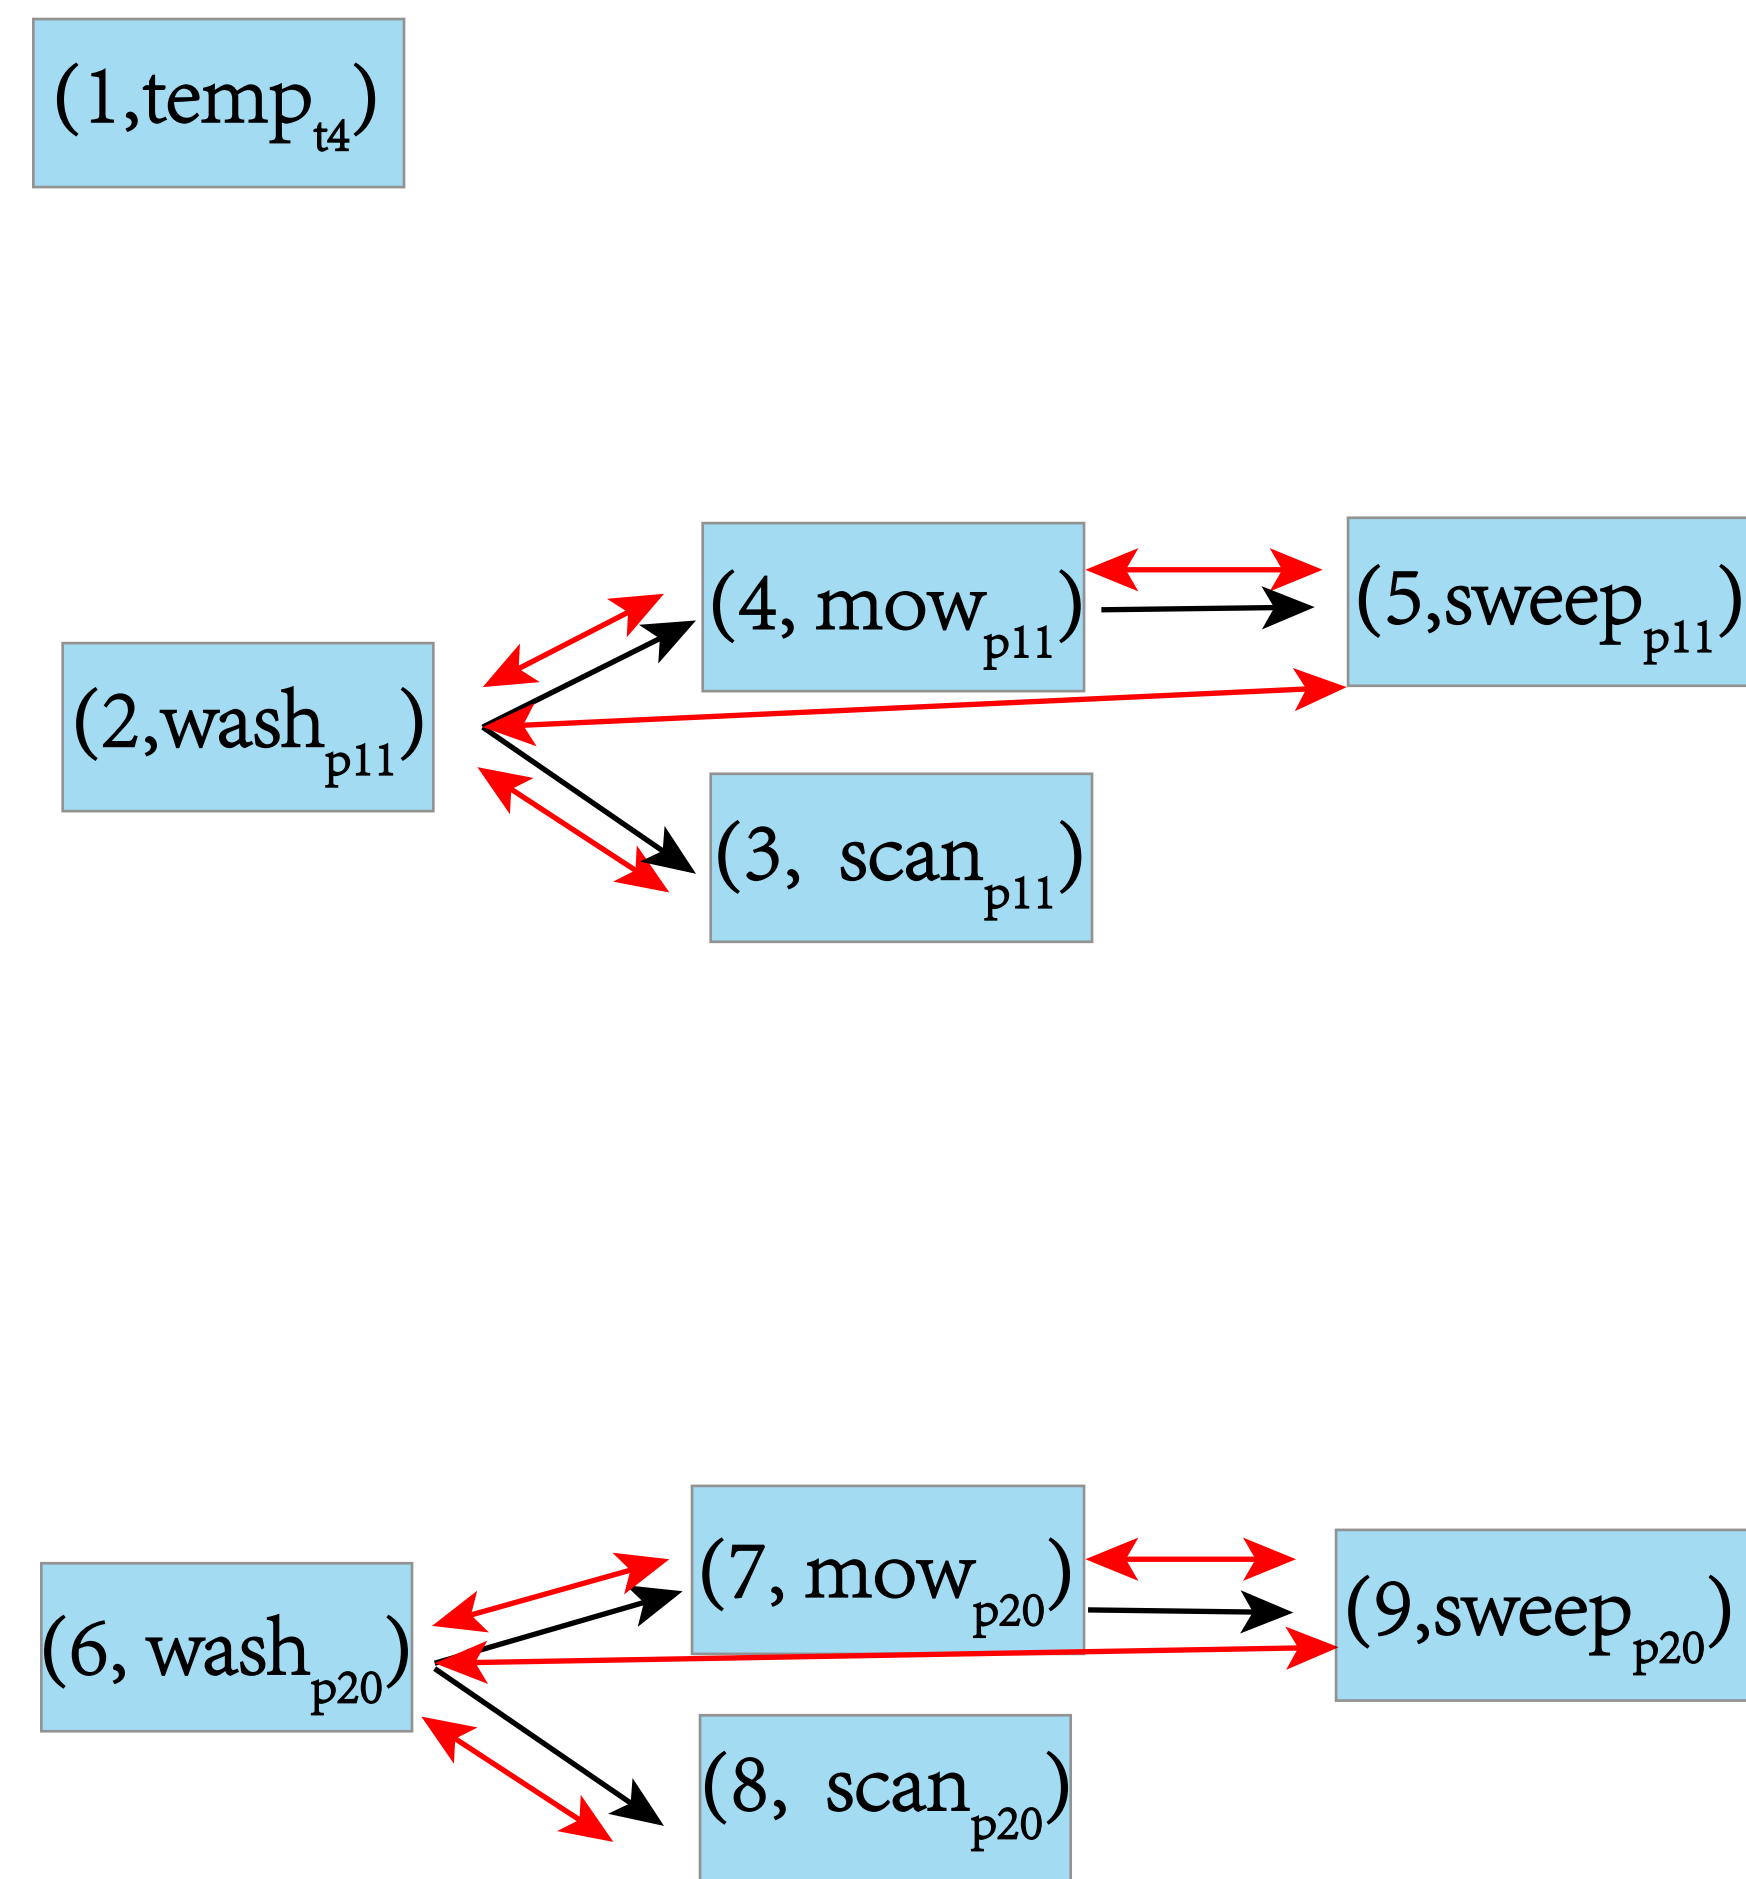 (1,temp_t4)
(4, mow_p11)
(5,sweep_p11)
(2,wash_p11)
(3, scan_p11)
(7, mow_p20)
(9,sweep_p20)
(6, wash_p20)
(8, scan_p20)